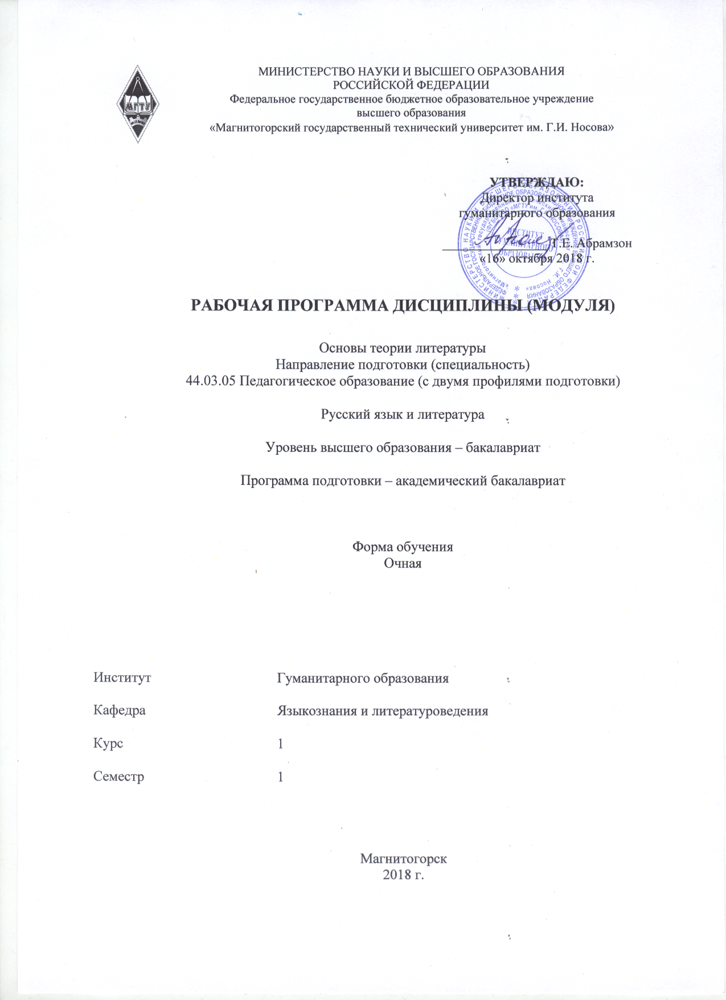 МИНИСТЕРСТВО НАУКИ И ВЫСШЕГО ОБРАЗОВАНИЯ
РОССИЙСКОЙ ФЕДЕРАЦИИ
Федеральное государственное бюджетное образовательное учреждение
высшего образования
«Магнитогорский государственный технический университет им. Г.И. Носова»
МГТУ
УТВЕРЖДАЮ:
Директор института
гуманитарного образования
Т.Е. Абрамзон
«16» октября 2018 г.
ИНСТИТУТ
ГУМАНИТАРНОГО
ОБРАЗОВАНИЯ
РАБОЧАЯ ПРОГРАММА ДИСЦИПЛИНЫ (МОДУЛЯ)
Основы теории литературы
Направление подготовки (специальность)
44.03.05 Педагогическое образование (с двумя профилями подготовки)
Русский язык и литература
Уровень высшего образования – бакалавриат
Программа подготовки – академический бакалавриат
Форма обучения
Очная
Институт Гуманитарного образования
Кафедра Языкознания и литературоведения
Курс 1
Семестр 1
Магнитогорск
2018 г.